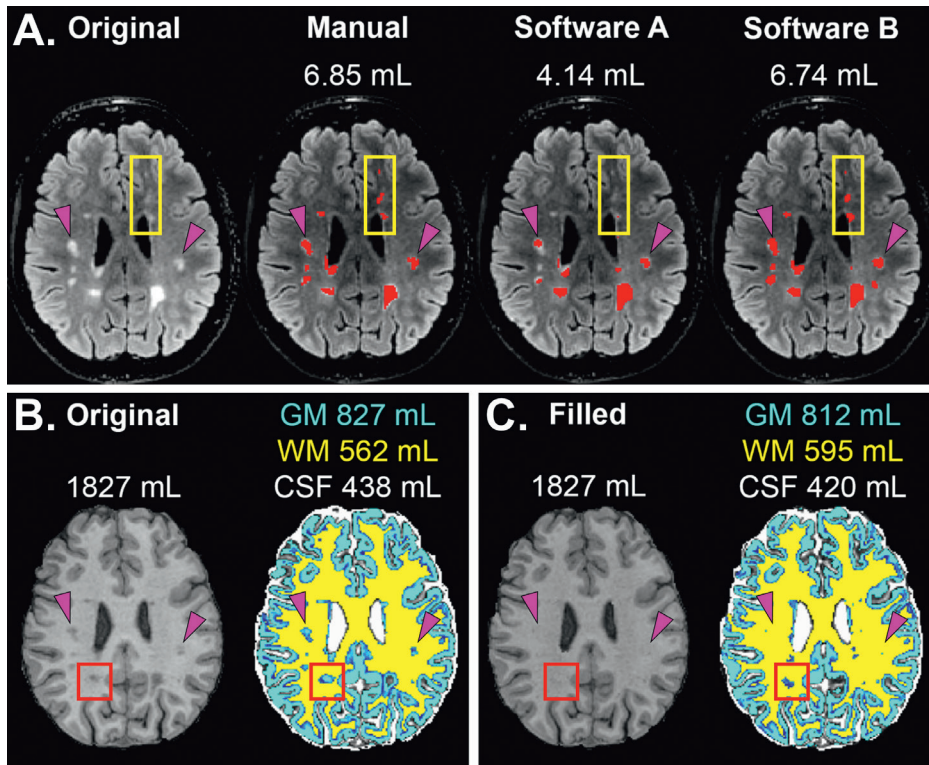 A. Original Manual Software A Software B
6.85 mL 4.14 mL 6.74 mL
B. Original GM 827 mL
WM 562 mL
1827 mL CSF 438 mL
C. Filled GM 812 mL
WM 595 mL
1827 mL CSF 420 mL